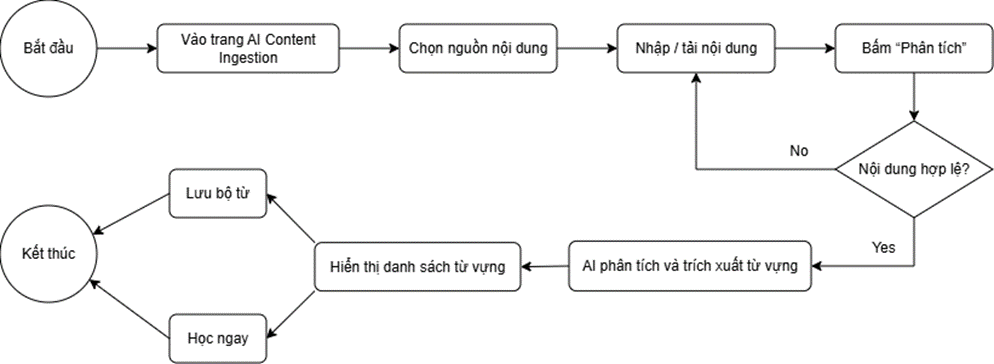 Bắt đầu
Vào trang AI Content
Ingestion
Chọn nguồn nội dung
Nhập / tải nội dung
Bấm “Phân tích”
No
Nội dung hợp lệ?
Yes
AI phân tích và trích xuất từ vựng
Hiển thị danh sách từ vựng
Lưu bộ từ
Học ngay
Kết thúc